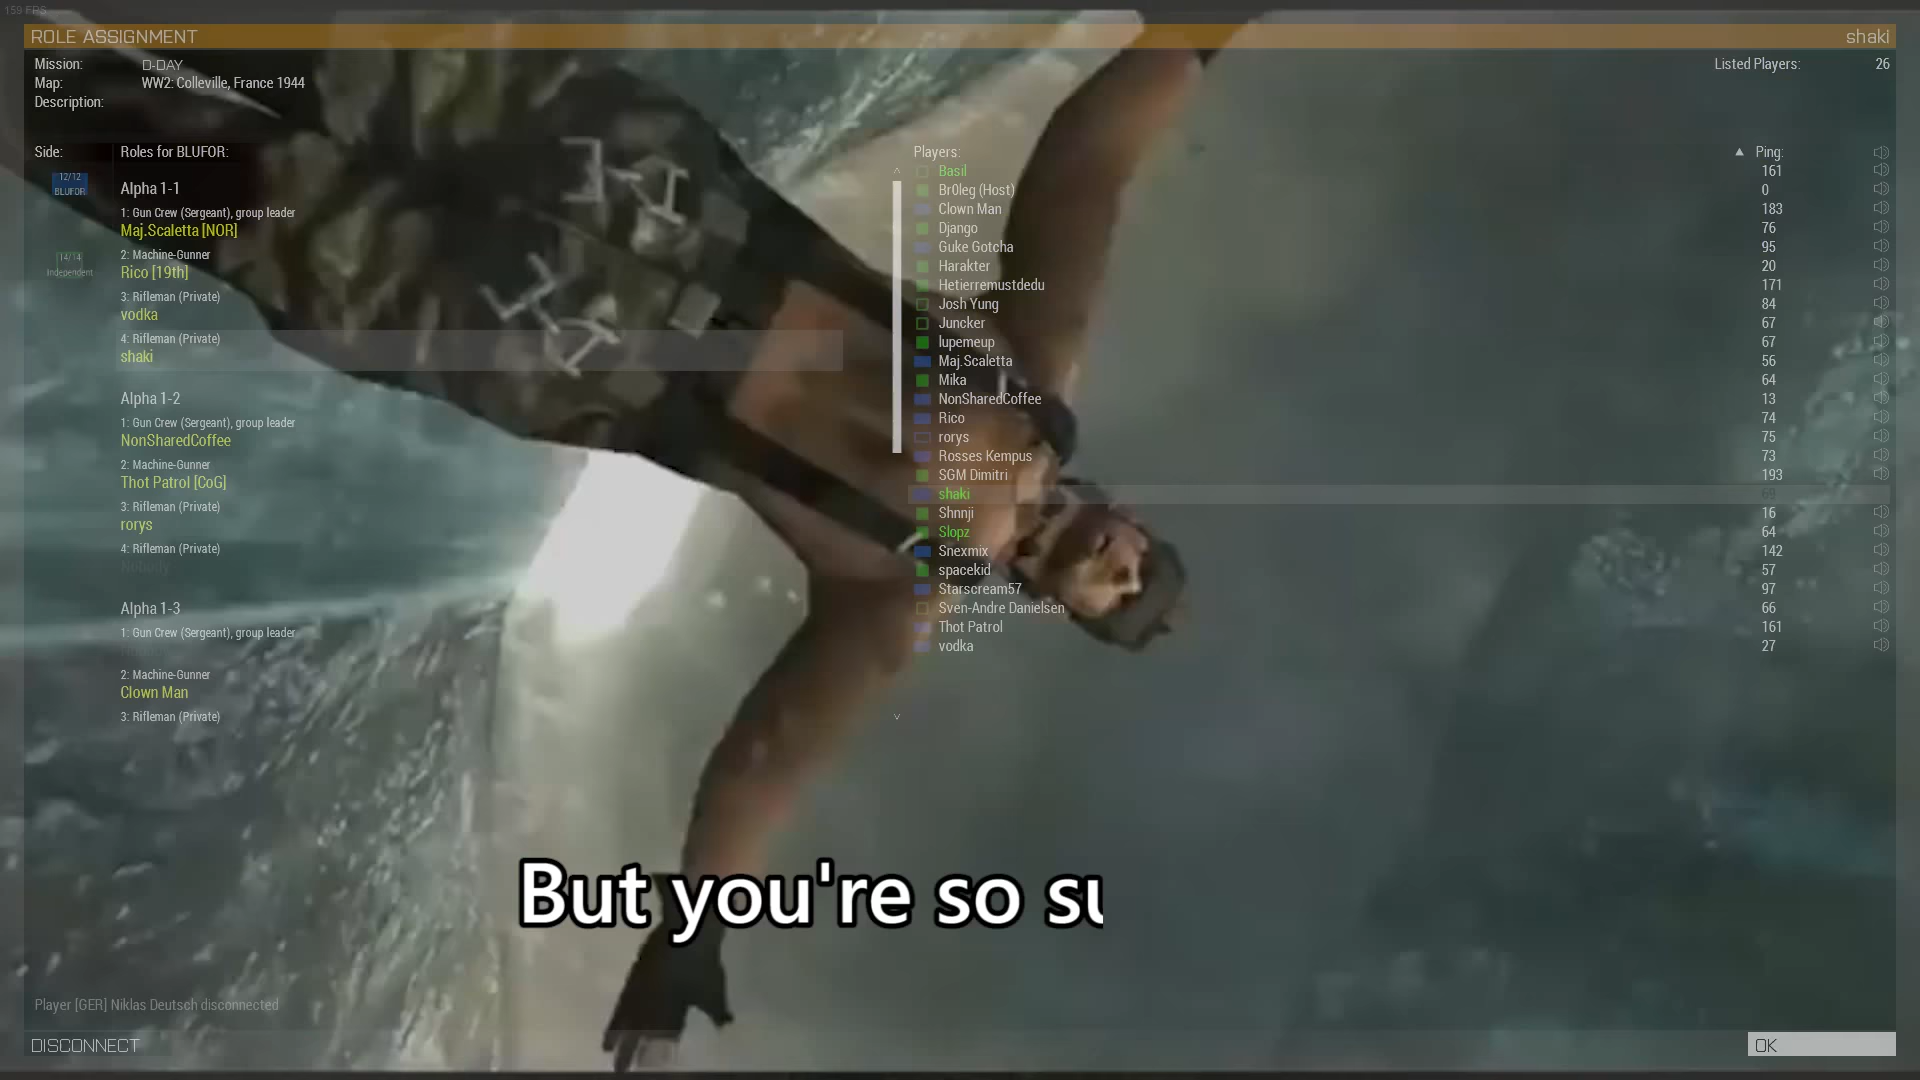 159 FPS
ROLE ASSIGNMENT
shaki
Mission: D-DAY
Map: WW2: Colleville, France 1944
Description:
Listed Players: 26
Side:
12/12
BLUFOR
14/14
Independent
Roles for BLUFOR:
Alpha 1-1
1: Gun Crew (Sergeant), group leader
Maj.Scaletta [NOR]
2: Machine-Gunner
Rico [19th]
3: Rifleman (Private)
vodka
4: Rifleman (Private)
shaki
Alpha 1-2
1: Gun Crew (Sergeant), group leader
NonSharedCoffee
2: Machine-Gunner
Thot Patrol [CoG]
3: Rifleman (Private)
rorys
4: Rifleman (Private)
Nobody
Alpha 1-3
1: Gun Crew (Sergeant), group leader
2: Machine-Gunner
Clown Man
3: Rifleman (Private)
Players: Ping:
Basil 161
Br0leg (Host) 0
Clown Man 183
Django 76
Guke Gotcha 95
Harakter 20
Hetierremustdedu 171
Josh Yung 84
Juncker 67
lupemeup 67
Maj.Scaletta 56
Mika 64
NonSharedCoffee 13
Rico 74
rorys 75
Rosses Kempus 73
SGM Dimitri 193
shaki 69
Shnnji 16
Slopz 64
Snexmix 142
spacekid 57
Starscream57 97
Sven-Andre Danielsen 66
Thot Patrol 161
vodka 27
But you're so su
Player [GER] Niklas Deutsch disconnected
DISCONNECT
OK